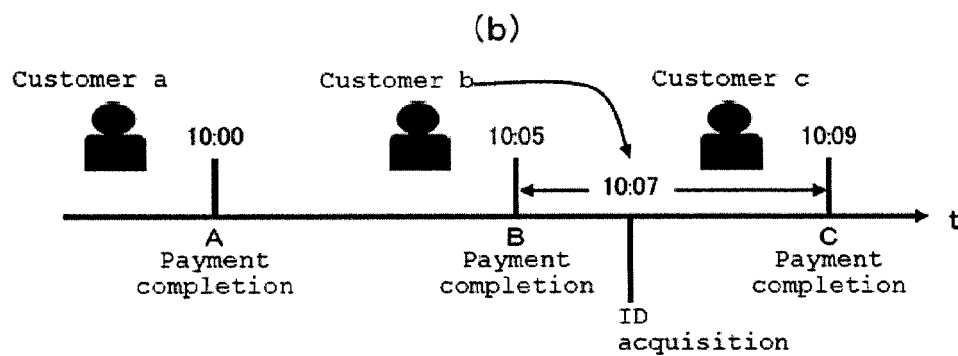 (b)
Customer a
Customer b
Customer c
10:00
10:05
10:09
10:07
t
A
B
C
Payment
completion
Payment
completion
Payment
completion
ID
acquisition